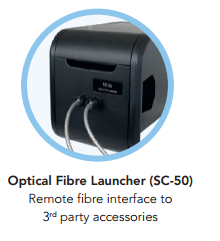 Optical Fibre Launcher (SC-50)
Remote fibre interface to
3rd party accessories